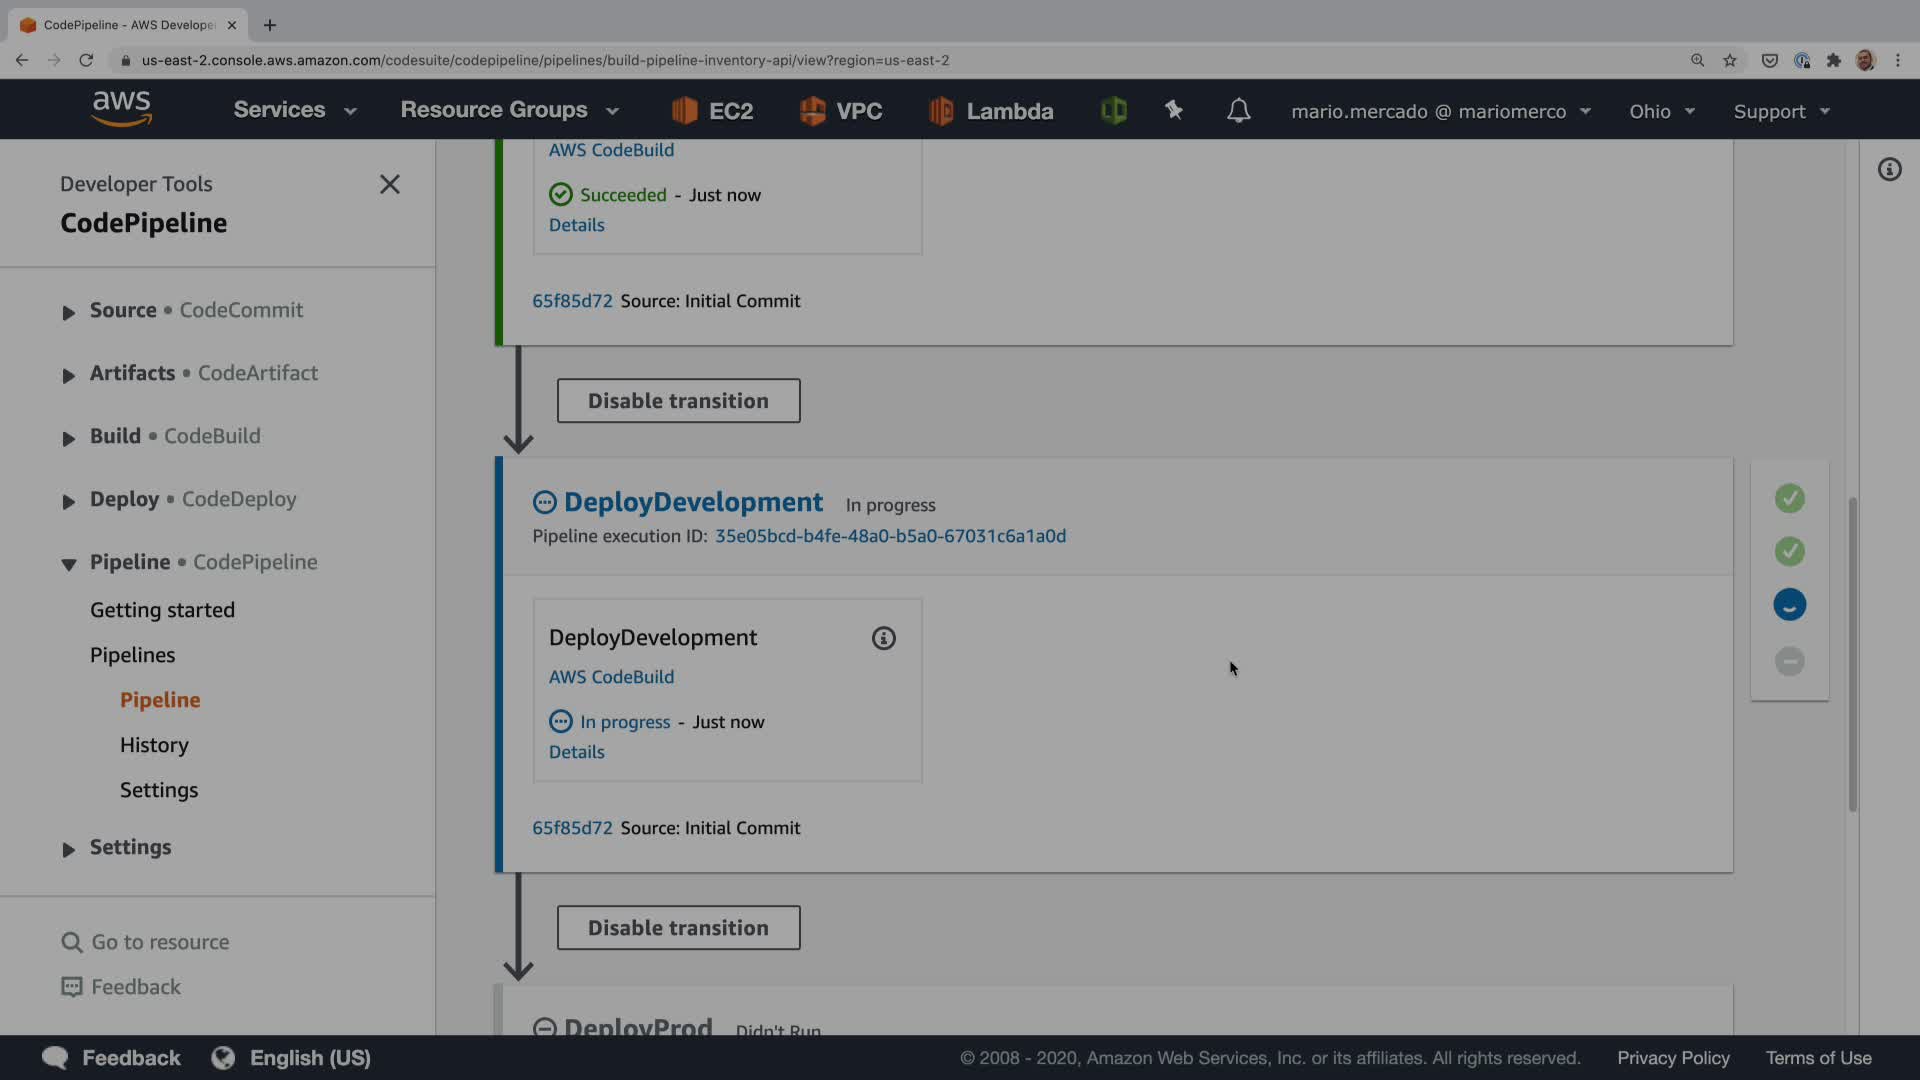 CodePipeline - AWS Develope
us-east-2.console.aws.amazon.com/codesuite/codepipeline/pipelines/build-pipeline-inventory-api/view?region=us-east-2
aws
Services
Resource Groups
EC2
VPC
Lambda
mario.mercado @ mariomerco
Ohio
Support
Developer Tools
CodePipeline
Source • CodeCommit
Artifacts • CodeArtifact
Build • CodeBuild
Deploy • CodeDeploy
Pipeline • CodePipeline
Getting started
Pipelines
Pipeline
History
Settings
Settings
Go to resource
Feedback
AWS CodeBuild
Succeeded - Just now
Details
65f85d72 Source: Initial Commit
Disable transition
DeployDevelopment In progress
Pipeline execution ID: 35e05bcd-b4fe-48a0-b5a0-67031c6a1a0d
DeployDevelopment
AWS CodeBuild
In progress - Just now
Details
65f85d72 Source: Initial Commit
Disable transition
DeployProd Didn't Run
Feedback
English (US)
© 2008 - 2020, Amazon Web Services, Inc. or its affiliates. All rights reserved.
Privacy Policy
Terms of Use